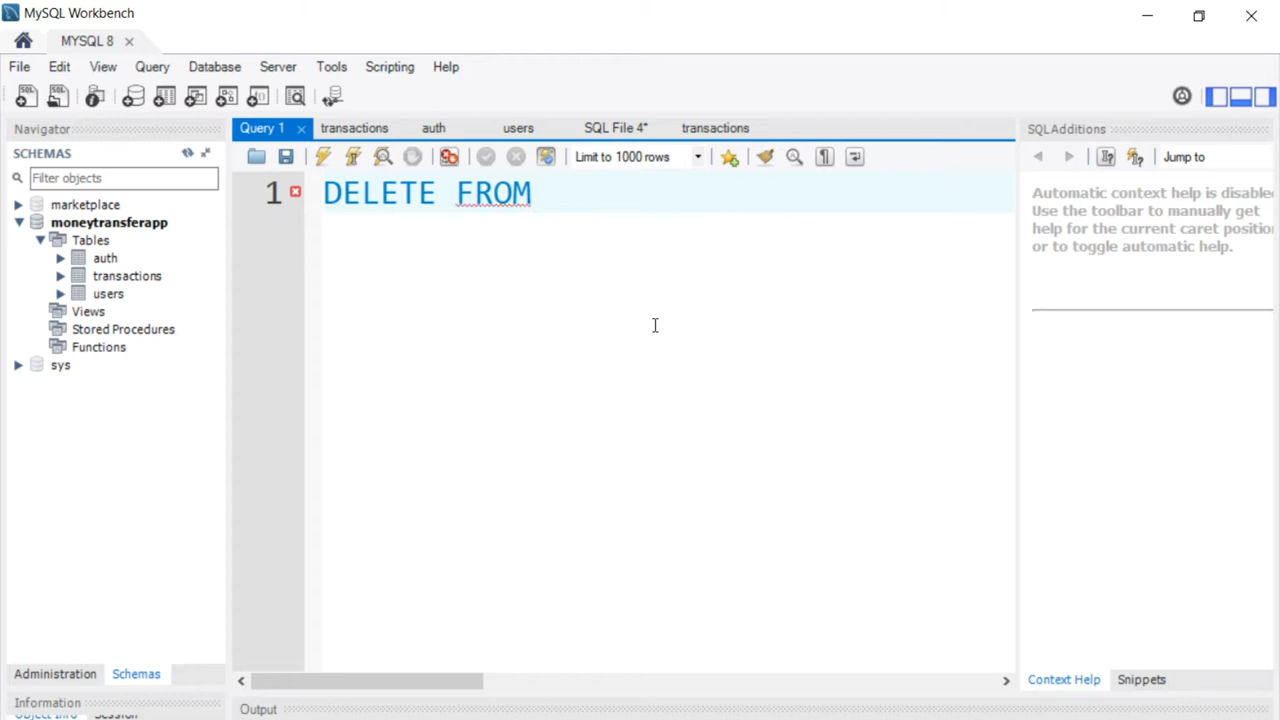 MySQL Workbench
MYSQL 8
File Edit View Query Database Server Tools Scripting Help
Navigator
SCHEMAS
Filter objects
marketplace
moneytransferapp
Tables
auth
transactions
users
Views
Stored Procedures
Functions
sys
Administration Schemas
Information
Object Info Session
Query 1 transactions auth users SQL File 4* transactions
Limit to 1000 rows
1 DELETE FROM
Output
SQLAdditions
Jump to
Automatic context help is disable
Use the toolbar to manually get
help for the current caret positio
or to toggle automatic help.
Context Help Snippets